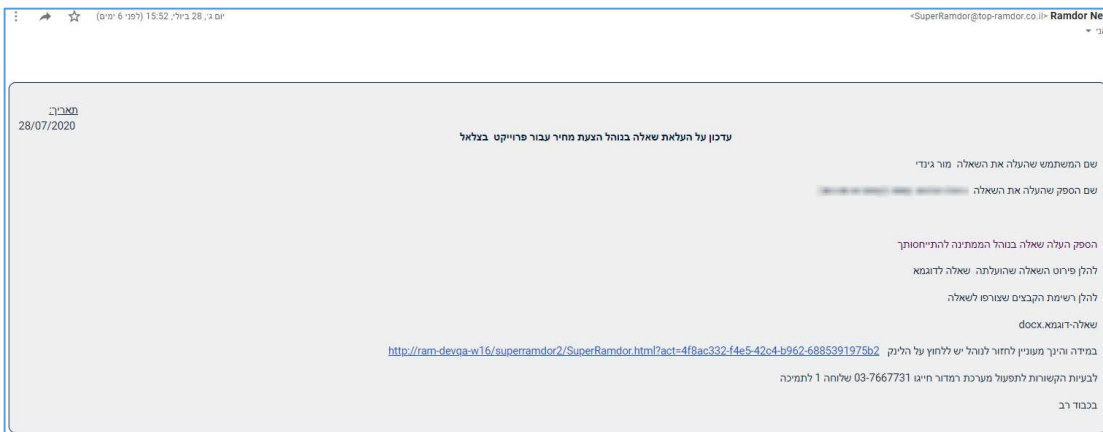 Ramdor Ne <SuperRamdor@top-ramdor.co.il>
יום ג׳, 28 ביולי, 15:52 (לפני 6 ימים)
תאריך:
28/07/2020
עדכון על העלאת שאלה בנוהל הצעת מחיר עבור פרוייקט בצלאל
שם המשתמש שהעלה את השאלה מור גינדי
שם הספק שהעלה את השאלה
הספק העלה שאלה בנוהל הממתינה להתייחסותך
להלן פירוט השאלה שהועלתה שאלה לדוגמא
להלן רשימת הקבצים שצורפו לשאלה
שאלה-דוגמא.docx
במידה והינך מעוניין לחזור לנוהל יש ללחוץ על הלינק http://ram-devqa-w16/superramdor2/SuperRamdor.html?act=4f8ac332-f4e5-42c4-b962-6885391975b2
לבעיות הקשורות לתפעול מערכת רמדור חייגו 03-7667731 שלוחה 1 לתמיכה
בכבוד רב